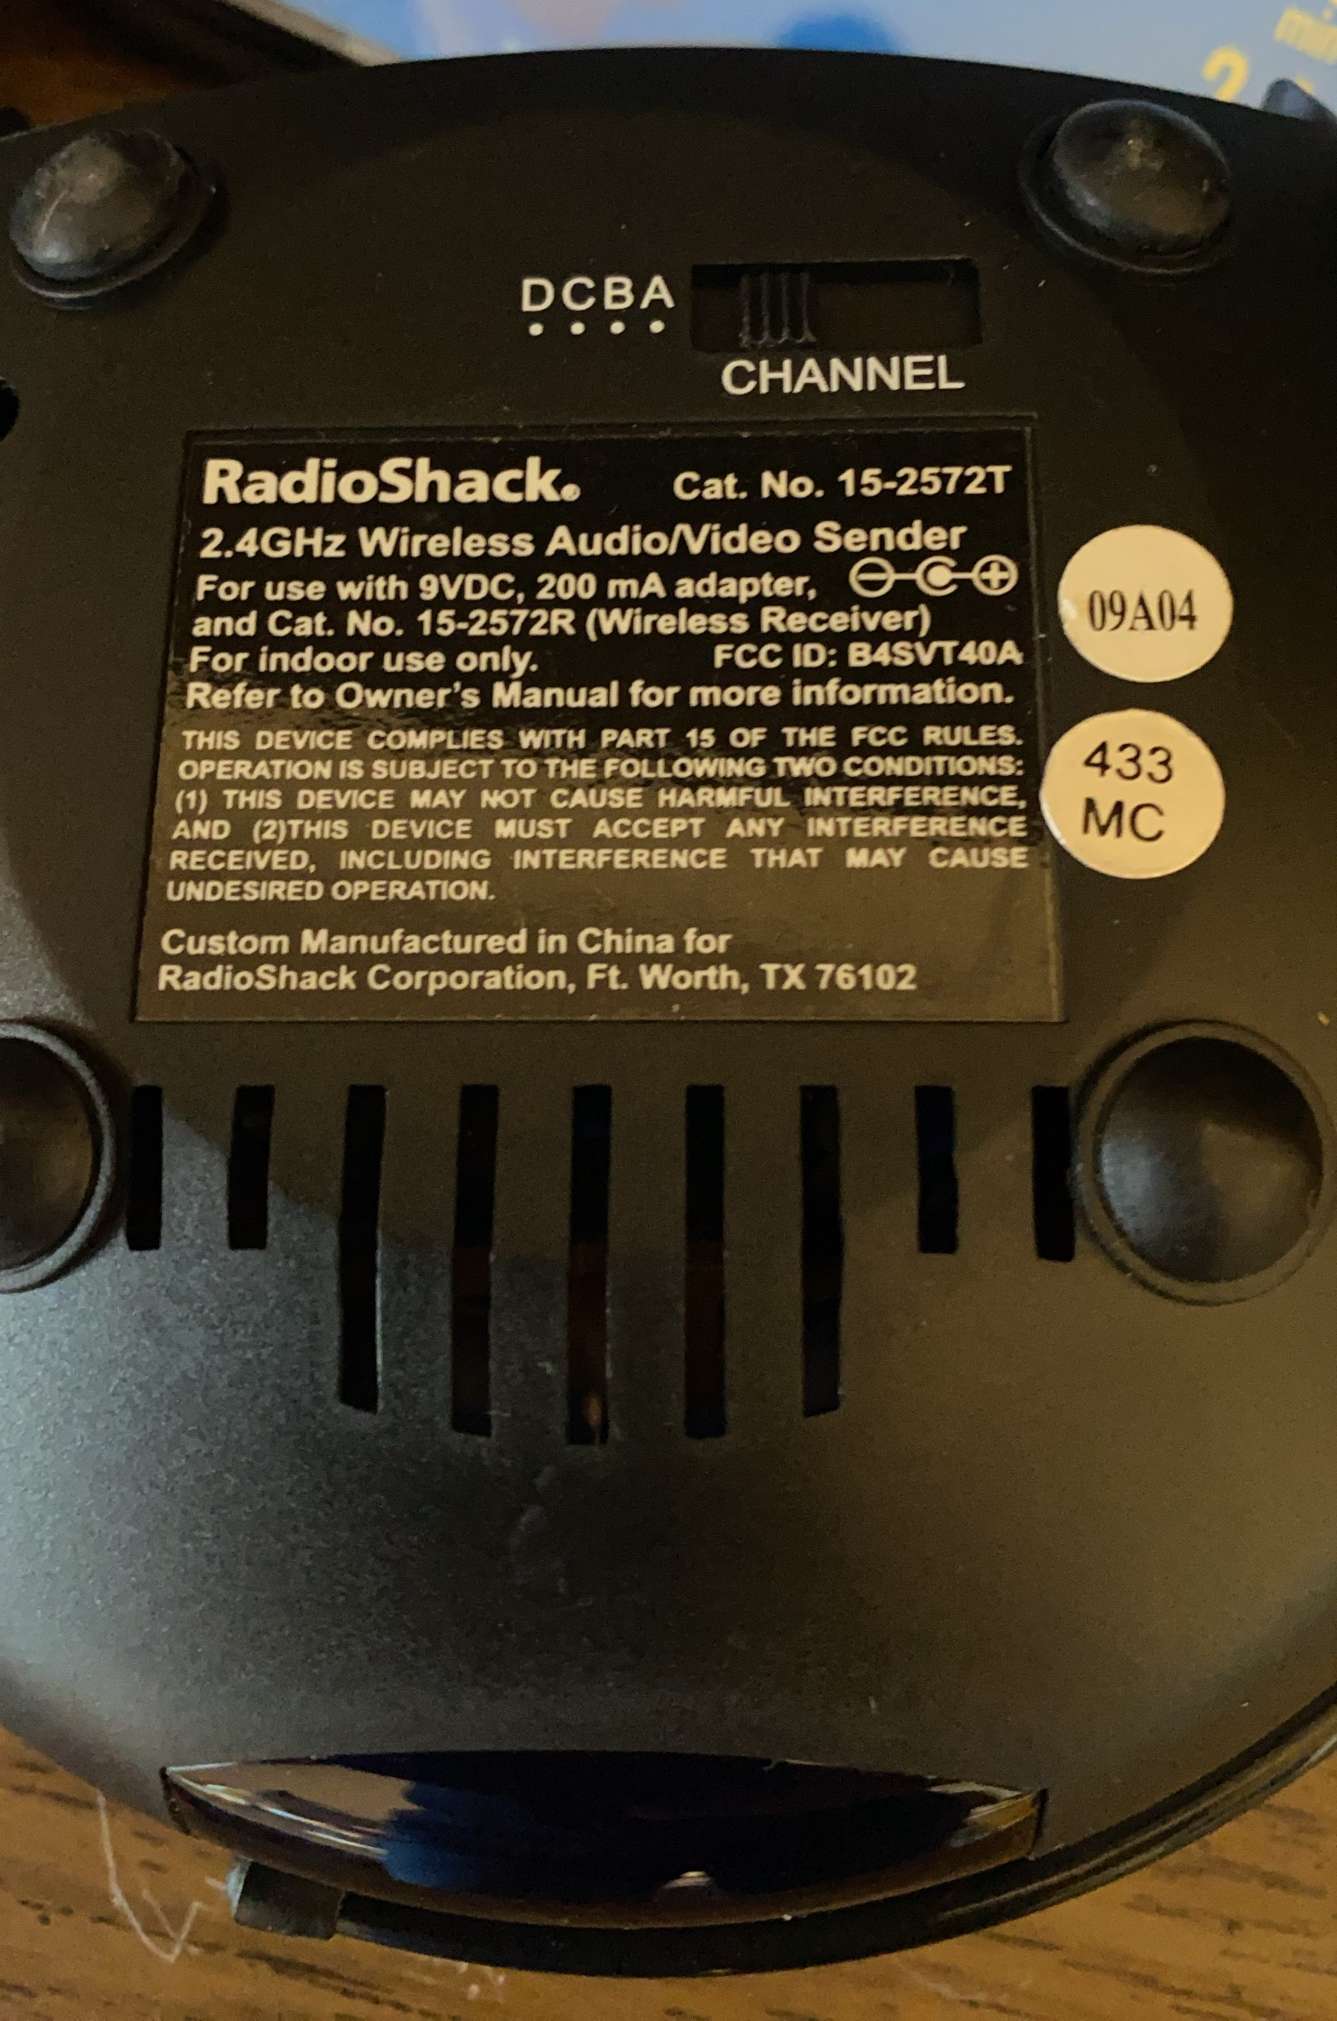 min
2
DCBA
CHANNEL
RadioShack. Cat. No. 15-2572T
2.4GHz Wireless Audio/Video Sender
For use with 9VDC, 200 mA adapter,
and Cat. No. 15-2572R (Wireless Receiver)
For indoor use only. FCC ID: B4SVT40A
Refer to Owner's Manual for more information.
THIS DEVICE COMPLIES WITH PART 15 OF THE FCC RULES.
OPERATION IS SUBJECT TO THE FOLLOWING TWO CONDITIONS:
(1) THIS DEVICE MAY NOT CAUSE HARMFUL INTERFERENCE,
AND (2)THIS DEVICE MUST ACCEPT ANY INTERFERENCE
RECEIVED, INCLUDING INTERFERENCE THAT MAY CAUSE
UNDESIRED OPERATION.
Custom Manufactured in China for
RadioShack Corporation, Ft. Worth, TX 76102
09A04
433
MC